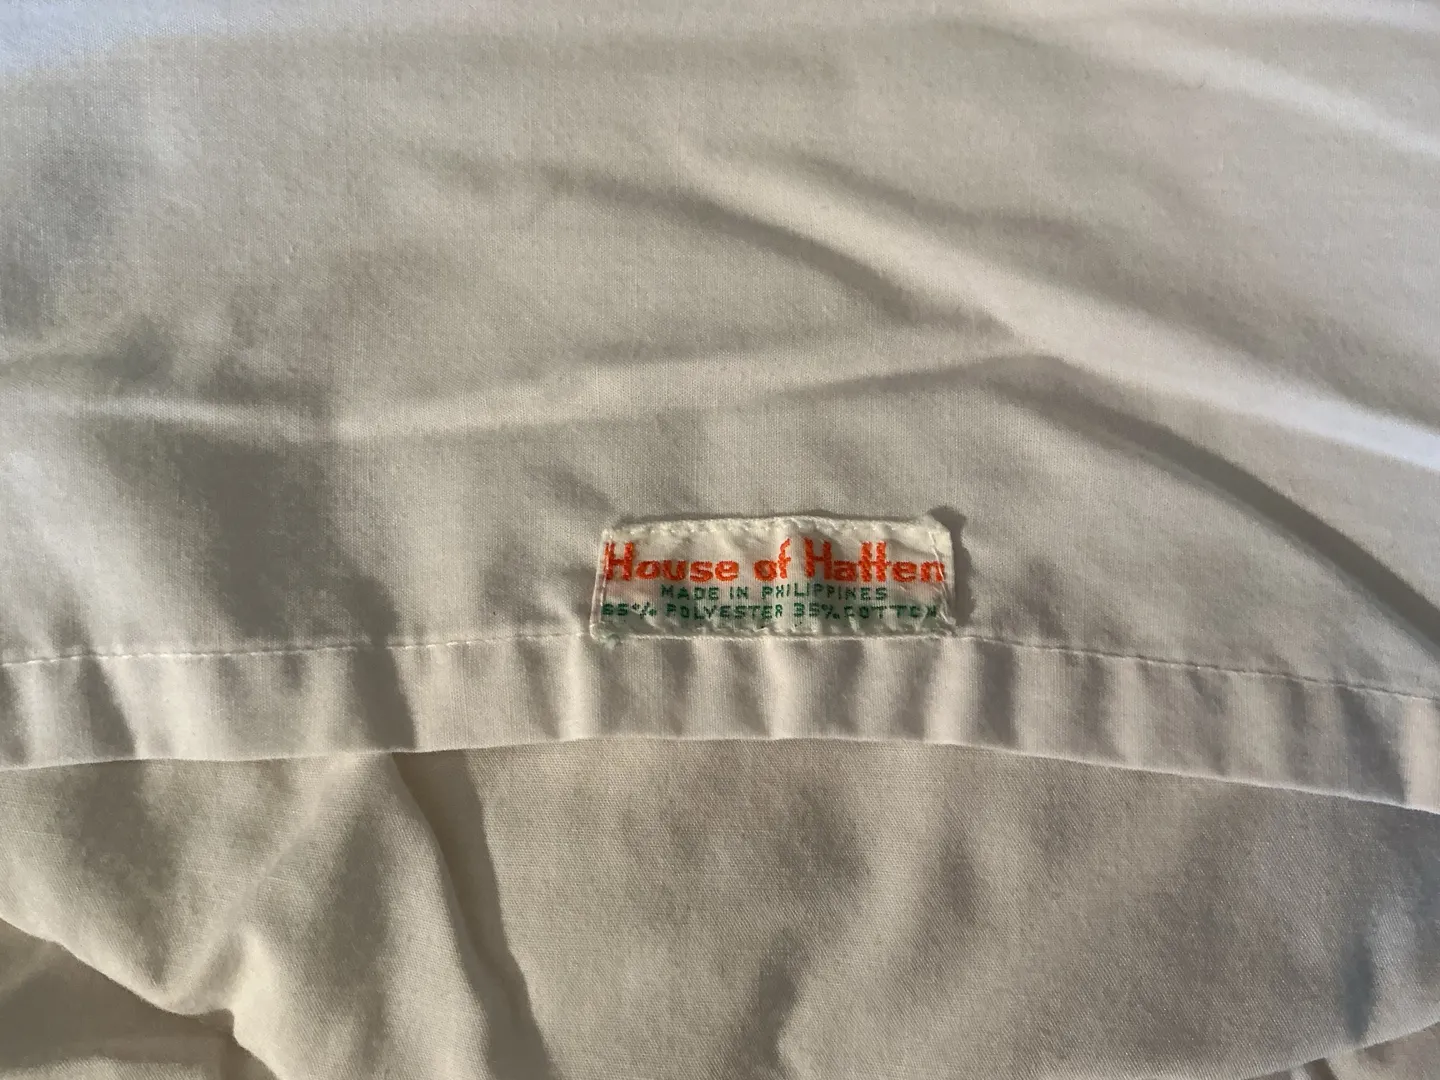 House of Hatten
MADE IN PHILIPPINES
65% POLYESTER 35% COTTON